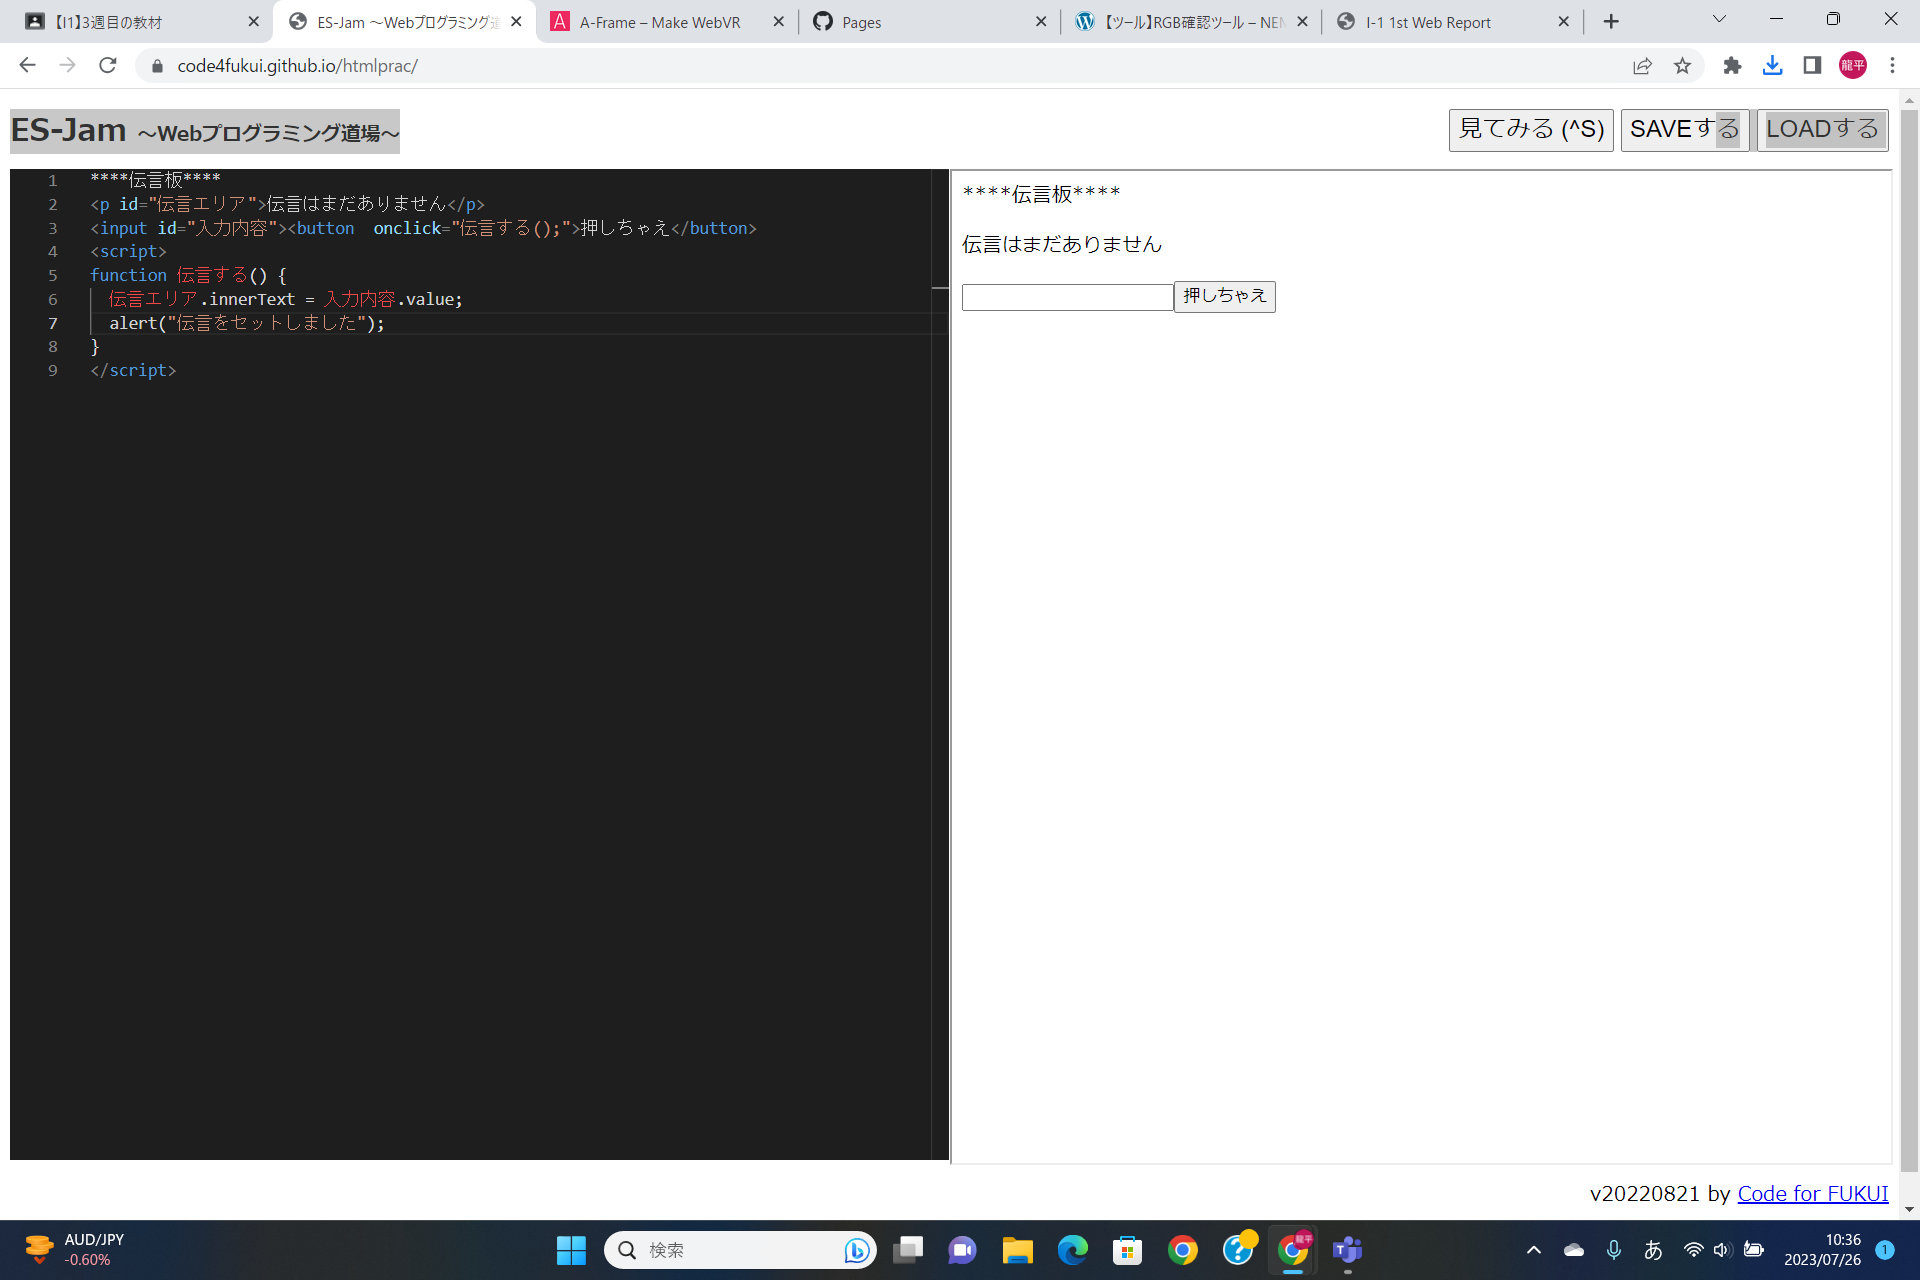 【I1】3週目の教材
ES-Jam ～Webプログラミング道
A-Frame – Make WebVR
Pages
【ツール】RGB確認ツール – NEM
I-1 1st Web Report
code4fukui.github.io/htmlprac/
龍平
ES-Jam ～Webプログラミング道場～
見てみる (^S)
SAVEする
LOADする
1 ****伝言板****
2 <p id="伝言エリア">伝言はまだありません</p>
3 <input id="入力内容"><button  onclick="伝言する();">押しちゃえ</button>
4 <script>
5 function 伝言する() {
6   伝言エリア.innerText = 入力内容.value;
7   alert("伝言をセットしました");
8 }
9 </script>
****伝言板****
伝言はまだありません
押しちゃえ
v20220821 by Code for FUKUI
AUD/JPY
-0.60%
検索
龍平
あ
10:36
2023/07/26
1